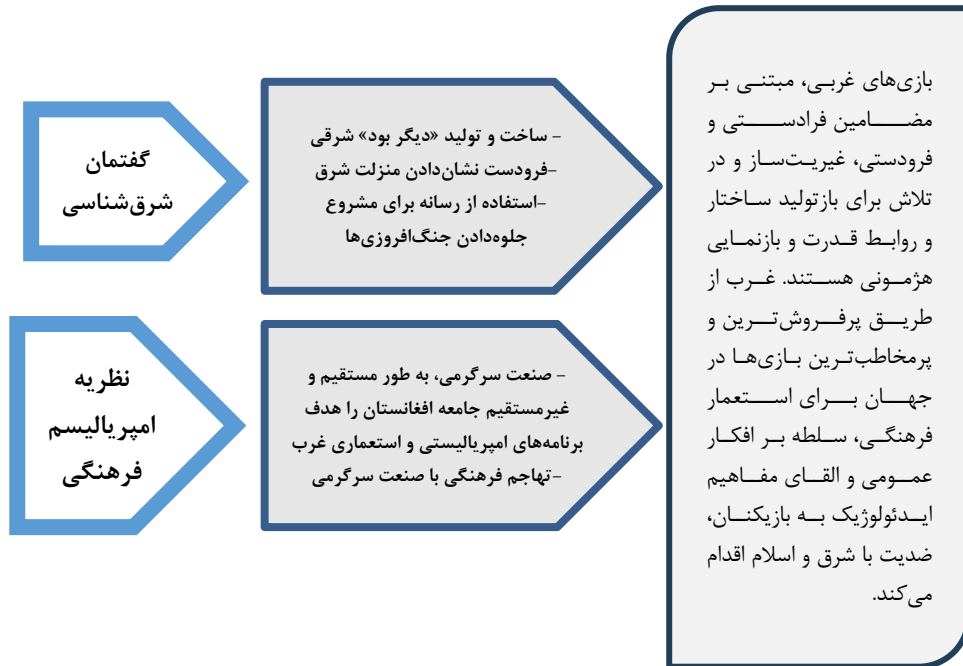 گفتمان
شرق‌شناسی
- ساخت و تولید «دیگر بود» شرقی
-فرودست نشان‌دادن منزلت شرق
-استفاده از رسانه برای مشروع
جلوه‌دادن جنگ‌افروزی‌ها
نظریه
امپریالیسم
فرهنگی
- صنعت سرگرمی، به طور مستقیم و
غیرمستقیم جامعه افغانستان را هدف
برنامه‌های امپریالیستی و استعماری غرب
-تهاجم فرهنگی با صنعت سرگرمی
بازی‌های غربی، مبتنی بر
مضامین فرادستی و
فرودستی، غیریت‌ساز و در
تلاش برای بازتولید ساختار
و روابط قدرت و بازنمایی
هژمونی هستند. غرب از
طریق پرفروش‌ترین و
پرمخاطب‌ترین بازی‌ها در
جهان برای استعمار
فرهنگی، سلطه بر افکار
عمومی و القای مفاهیم
ایدئولوژیک به بازیکنان،
ضدیت با شرق و اسلام اقدام
می‌کند.